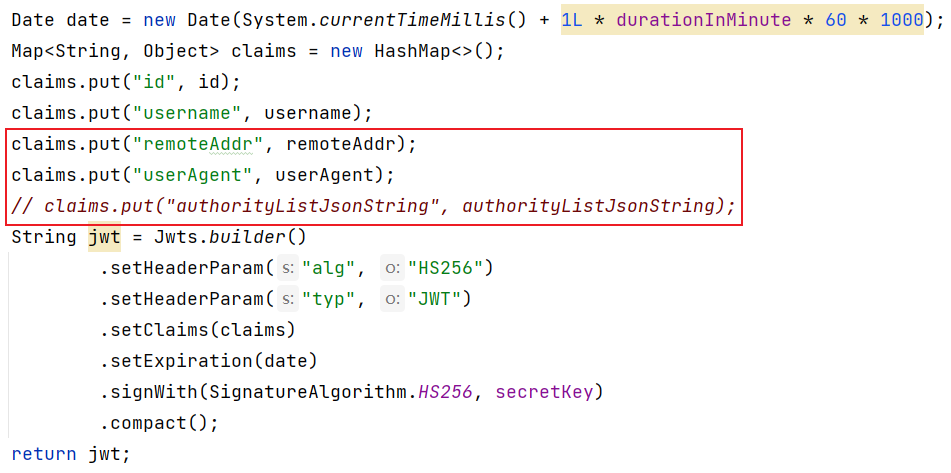 Date date = new Date(System.currentTimeMillis() + 1L * durationInMinute * 60 * 1000);
Map<String, Object> claims = new HashMap<>();
claims.put("id", id);
claims.put("username", username);
claims.put("remoteAddr", remoteAddr);
claims.put("userAgent", userAgent);
// claims.put("authorityListJsonString", authorityListJsonString);
String jwt = Jwts.builder()
.setHeaderParam( s: "alg", o: "HS256")
.setHeaderParam( s: "typ", o: "JWT")
.setClaims(claims)
.setExpiration(date)
.signWith(SignatureAlgorithm.HS256, secretKey)
.compact();
return jwt;